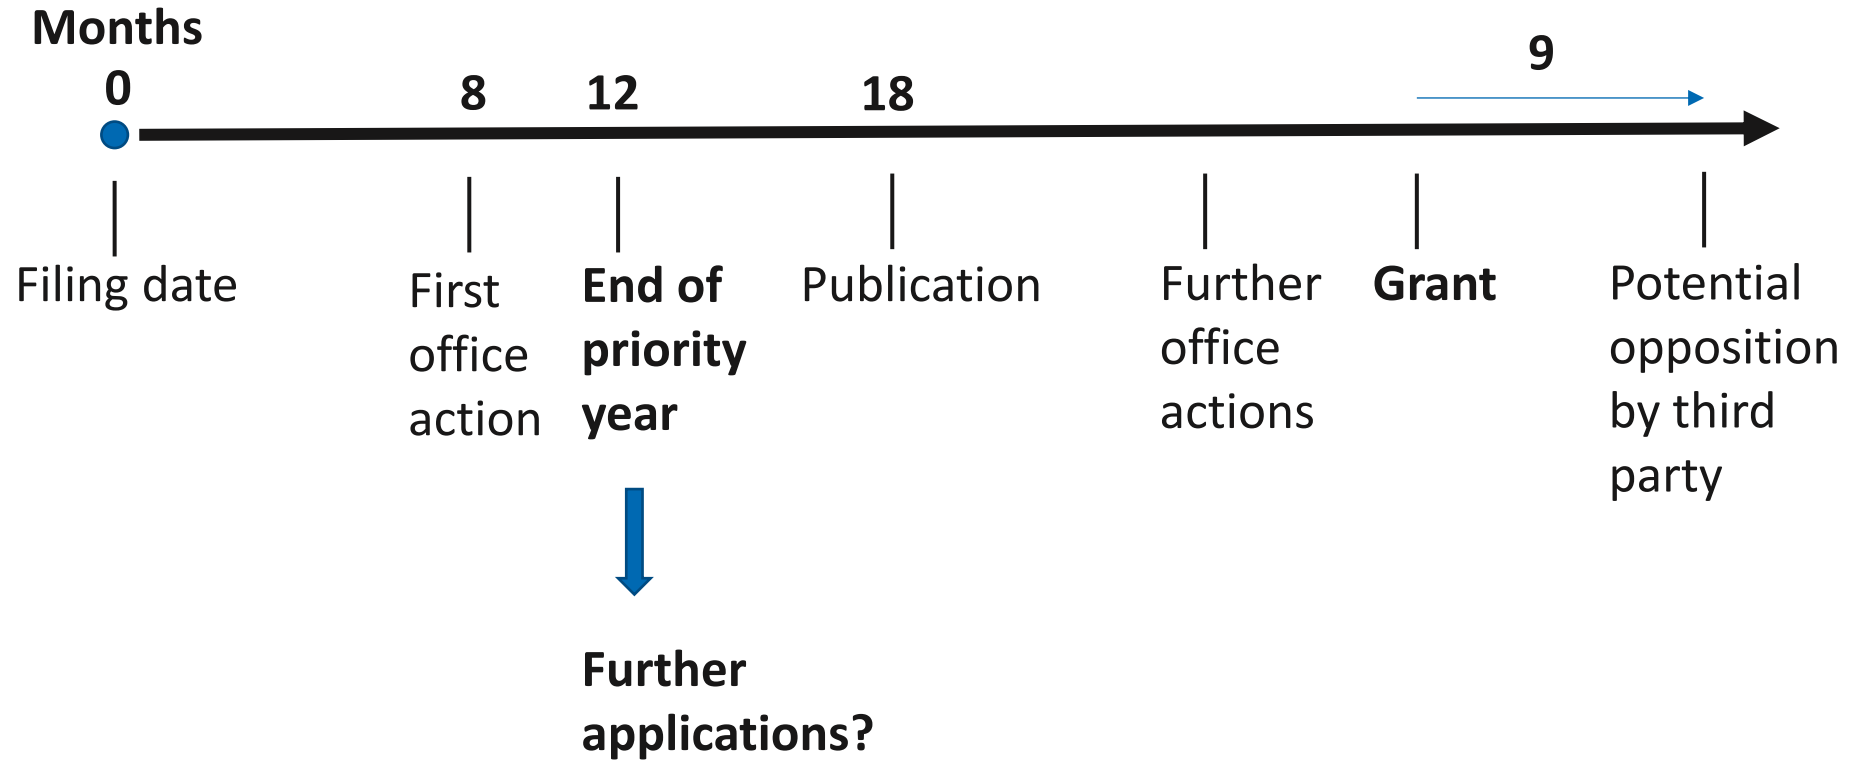 Months
0
8
12
18
9
Filing date
First
office
action
End of
priority
year
Publication
Further
office
actions
Grant
Potential
opposition
by third
party
Further
applications?